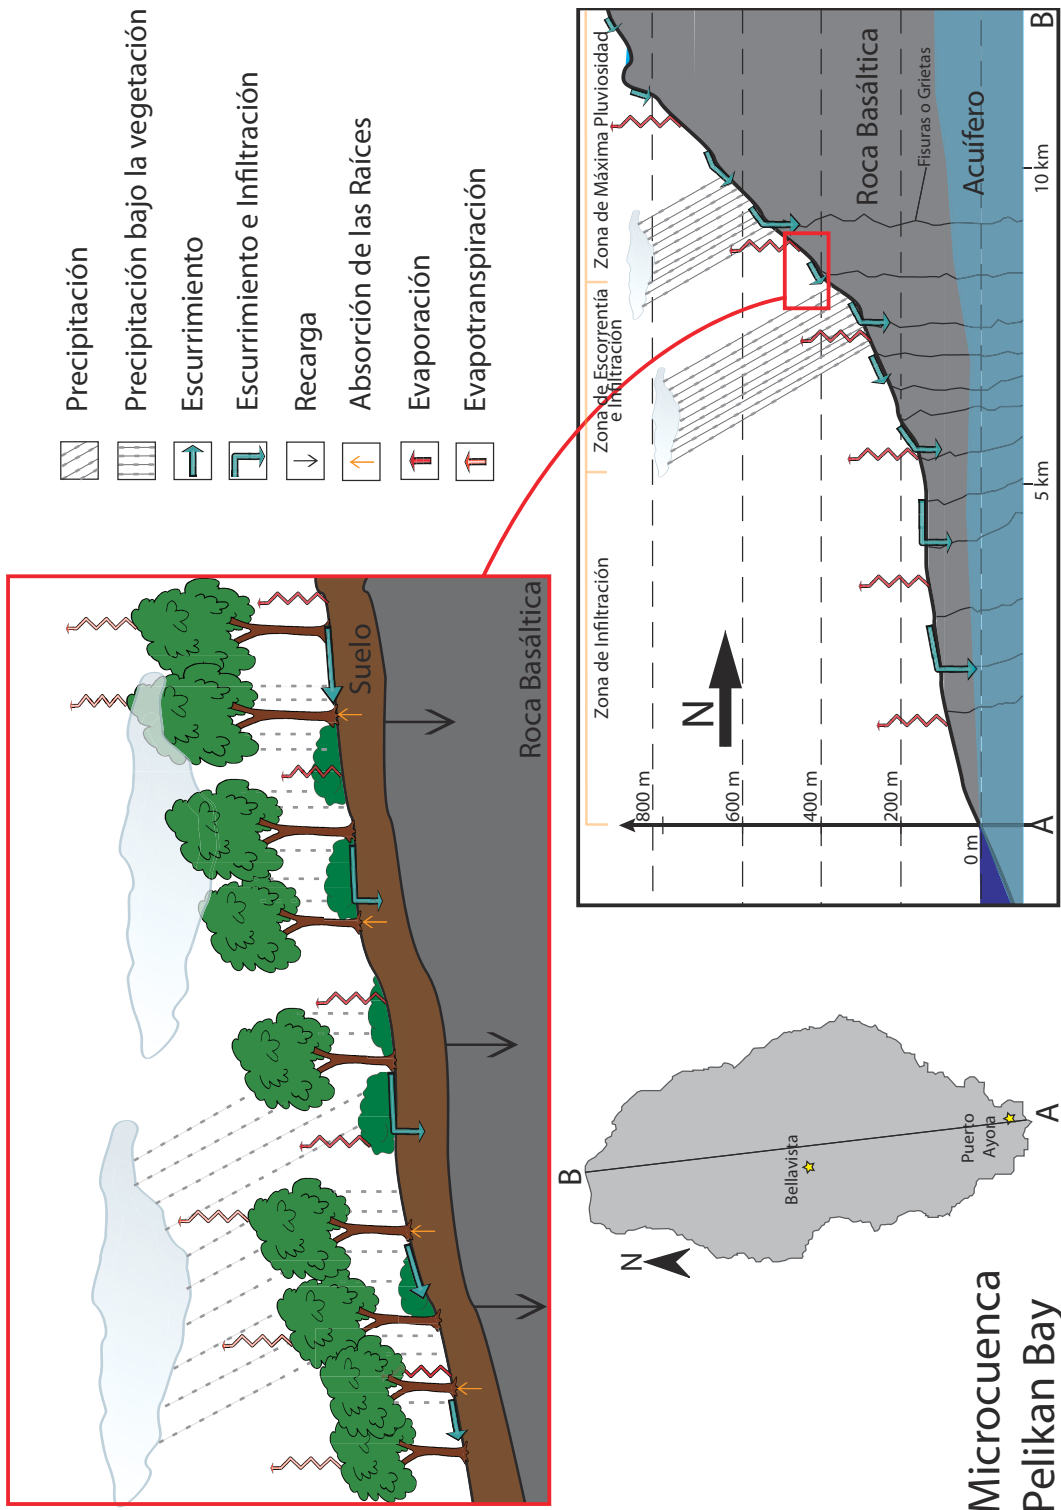 Precipitación
Precipitación bajo la vegetación
Escurrimiento
Escurrimiento e Infiltración
Recarga
Absorción de las Raíces
Evaporación
Evapotranspiración
Suelo
Roca Basáltica
Zona de Infiltración
Zona de Escorrentía
e Infiltración
Zona de Máxima Pluviosidad
N
800 m
600 m
400 m
200 m
0 m
Roca Basáltica
Fisuras o Grietas
Acuífero
A
5 km
10 km
B
Microcuenca
Pelikan Bay
N
B
Bellavista
Puerto
Ayora
A